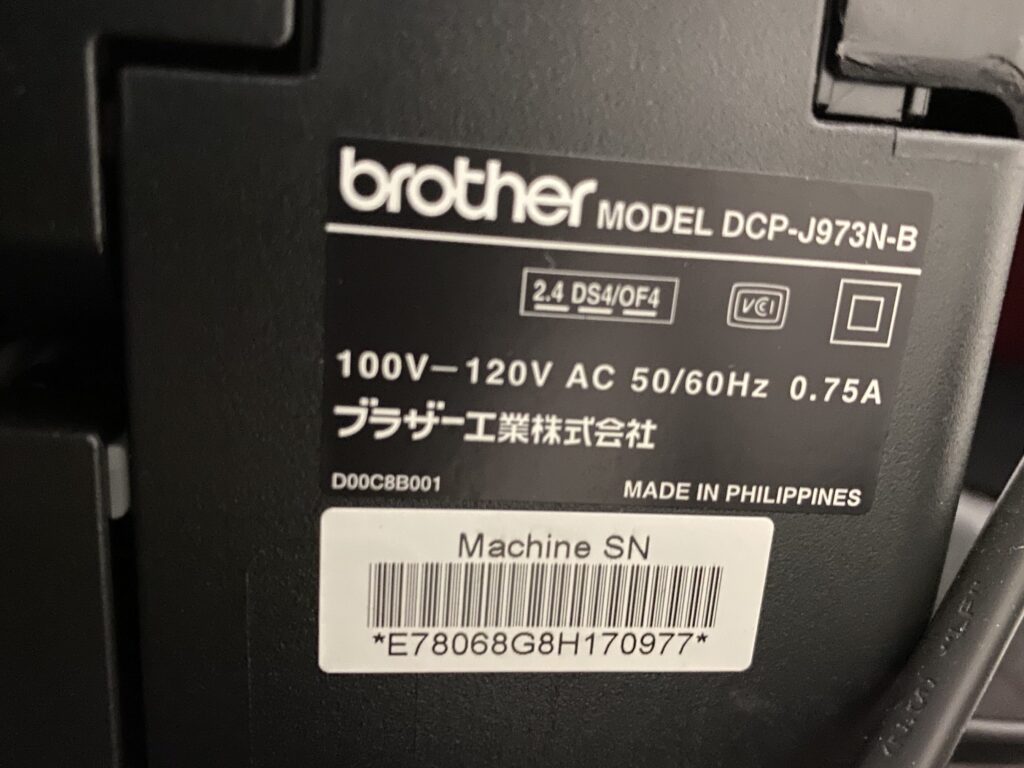 brother MODEL DCP-J973N-B
2.4 DS4/OF4
VCI
100V－120V AC 50/60Hz 0.75A
ブラザー工業株式会社
D00C8B001 MADE IN PHILIPPINES
Machine SN
*E78068G8H170977*